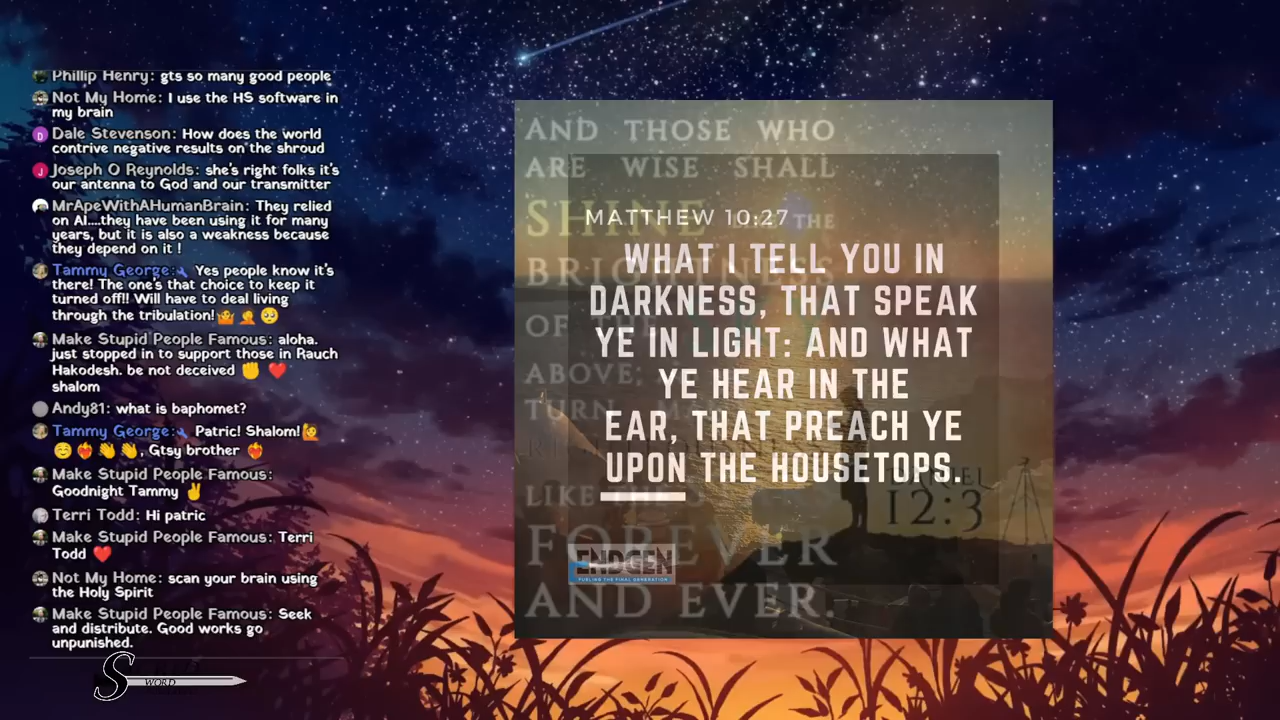 Phillip Henry: gts so many good people
Not My Home: I use the HS software in
my brain
D Dale Stevenson: How does the world
contrive negative results on the shroud
J Joseph O Reynolds: she's right folks it's
our antenna to God and our transmitter
MrApeWithAHumanBrain: They relied
on AI....they have been using it for many
years, but it is also a weakness because
they depend on it !
Tammy George: Yes people know it's
there! The one's that choice to keep it
turned off!! Will have to deal living
through the tribulation!🤷🤦🥺
Make Stupid People Famous: aloha.
just stopped in to support those in Rauch
Hakodesh. be not deceived 🤚 ❤️
shalom
Andy81: what is baphomet?
Tammy George: Patric! Shalom!🙋
☺️ ❤️‍🔥 👋 👋, Gtsy brother ❤️‍🔥
Make Stupid People Famous:
Goodnight Tammy ✌️
Terri Todd: Hi patric
Make Stupid People Famous: Terri
Todd ❤️
Not My Home: scan your brain using
the Holy Spirit
Make Stupid People Famous: Seek
and distribute. Good works go
unpunished.
S
WORD
AND THOSE WHO
ARE WISE SHALL
SHINE THE
BRIGHTNESS
OF THE
ABOVE;
TURN
LIKE THE
FOREVER
AND EVER.
DANIEL
12:3
MATTHEW 10:27
WHAT I TELL YOU IN
DARKNESS, THAT SPEAK
YE IN LIGHT: AND WHAT
YE HEAR IN THE
EAR, THAT PREACH YE
UPON THE HOUSETOPS.
ENDGEN
FUELING THE FINAL GENERATION